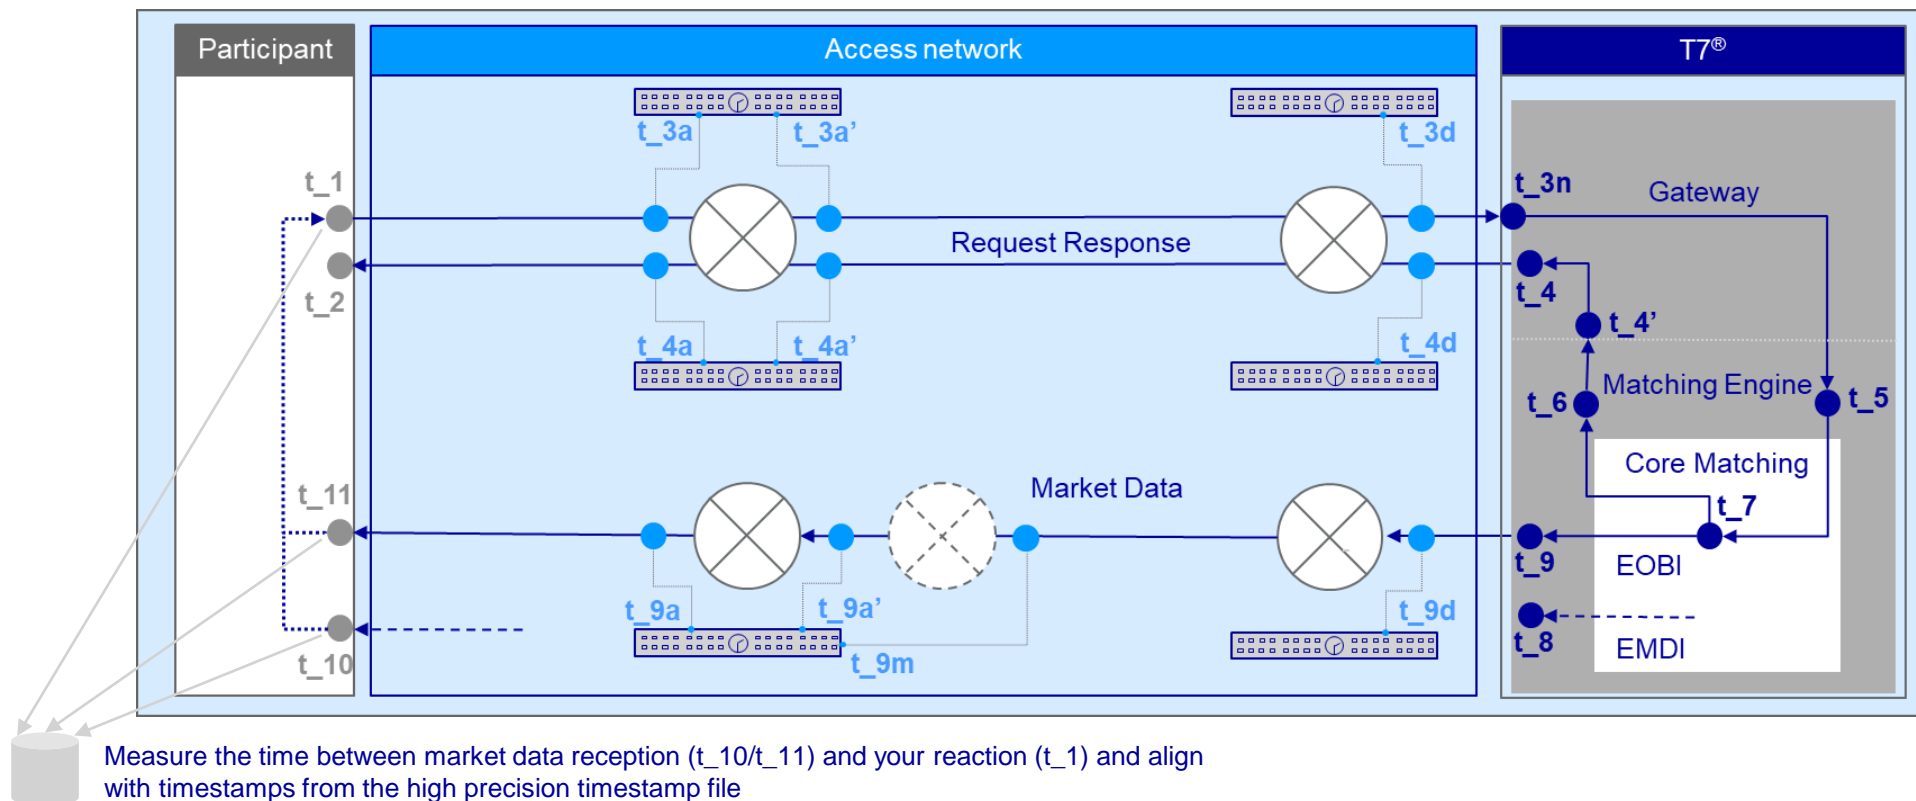 Participant
Access network
T7®
t_3a
t_3a’
t_3d
t_1
t_3n
Gateway
Request Response
t_2
t_4
t_4a
t_4a’
t_4d
t_4’
Matching Engine
t_6
t_5
Core Matching
t_11
Market Data
t_7
t_9
EOBI
t_9a
t_9a’
t_9d
t_8
EMDI
t_10
t_9m
Measure the time between market data reception (t_10/t_11) and your reaction (t_1) and align
with timestamps from the high precision timestamp file